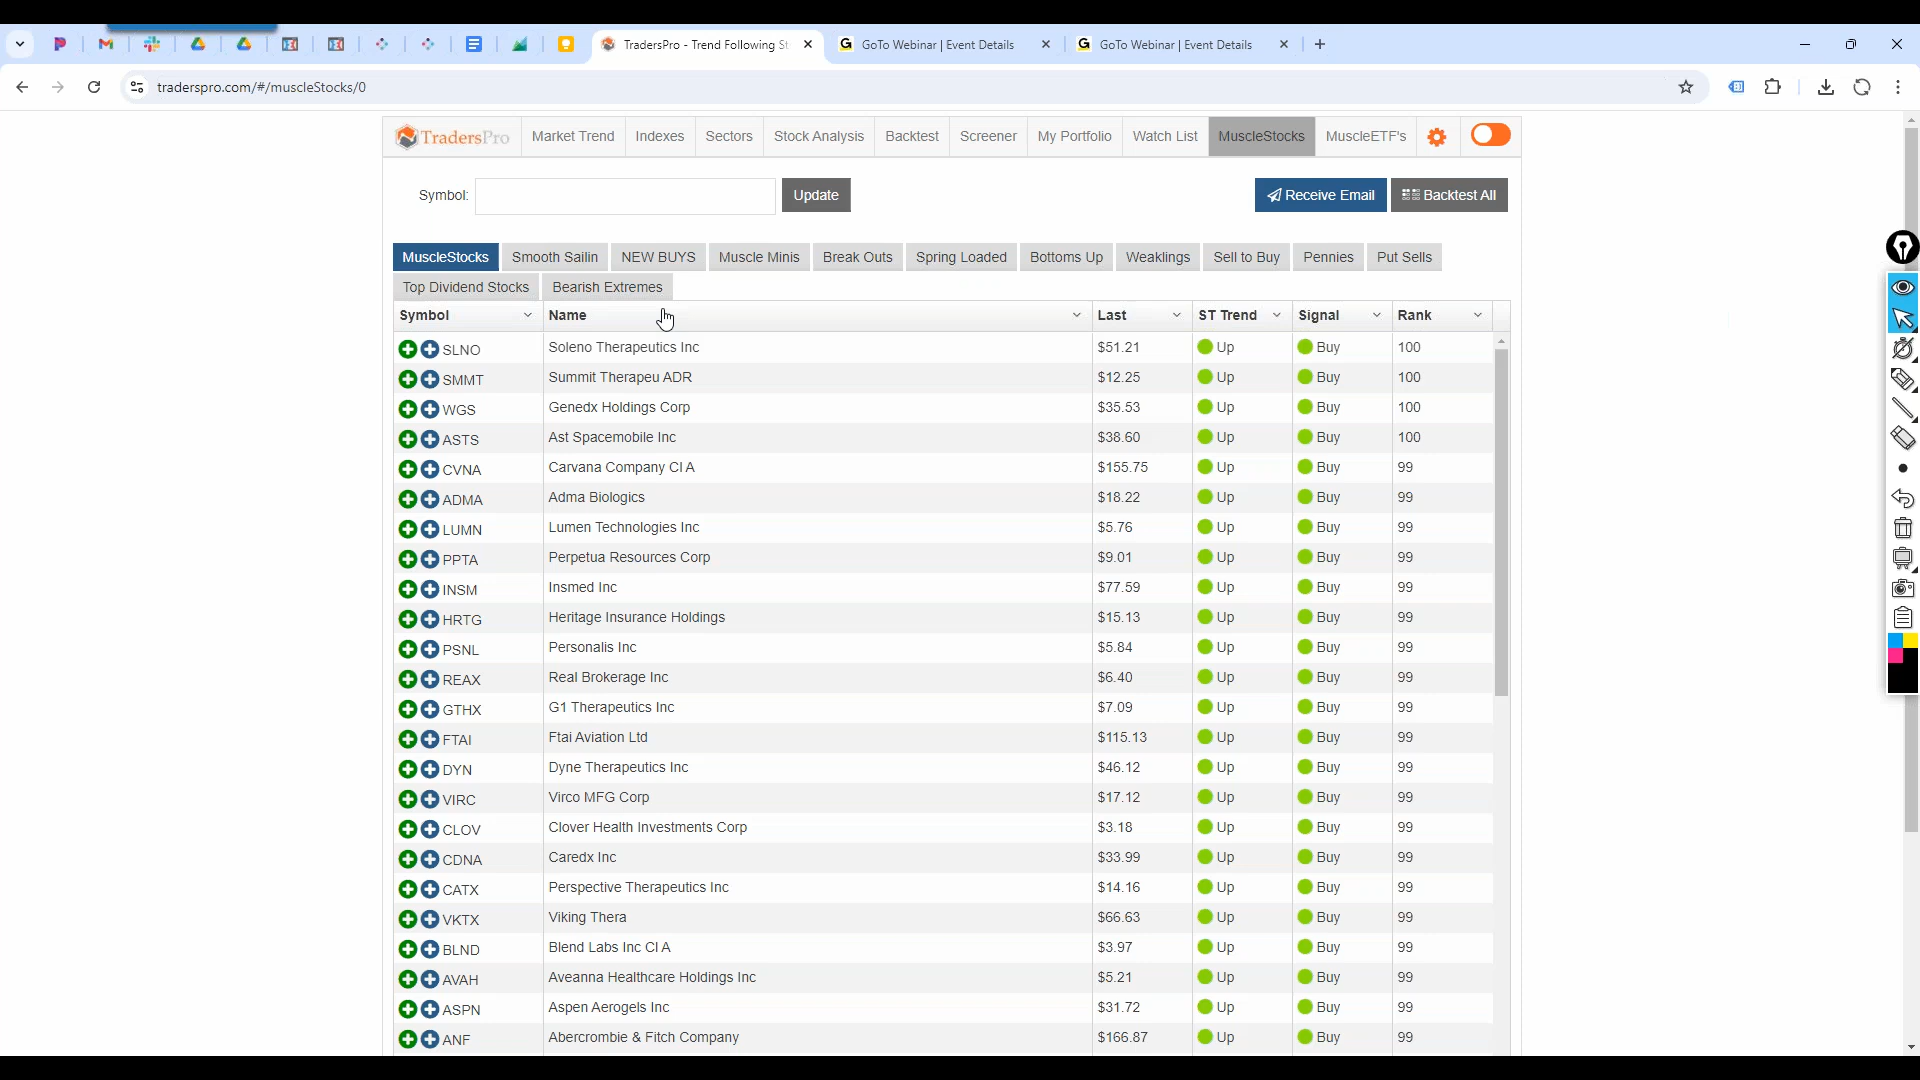 TradersPro - Trend Following St
GoTo Webinar | Event Details
GoTo Webinar | Event Details
traderspro.com/#/muscleStocks/0
TradersPro Market Trend Indexes Sectors Stock Analysis Backtest Screener My Portfolio Watch List MuscleStocks MuscleETF's
Symbol: Update Receive Email Backtest All
MuscleStocks Smooth Sailin NEW BUYS Muscle Minis Break Outs Spring Loaded Bottoms Up Weaklings Sell to Buy Pennies Put Sells
Top Dividend Stocks Bearish Extremes
Symbol Name Last ST Trend Signal Rank
SLNO Soleno Therapeutics Inc $51.21 Up Buy 100
SMMT Summit Therapeu ADR $12.25 Up Buy 100
WGS Genedx Holdings Corp $35.53 Up Buy 100
ASTS Ast Spacemobile Inc $38.60 Up Buy 100
CVNA Carvana Company Cl A $155.75 Up Buy 99
ADMA Adma Biologics $18.22 Up Buy 99
LUMN Lumen Technologies Inc $5.76 Up Buy 99
PPTA Perpetua Resources Corp $9.01 Up Buy 99
INSM Insmed Inc $77.59 Up Buy 99
HRTG Heritage Insurance Holdings $15.13 Up Buy 99
PSNL Personalis Inc $5.84 Up Buy 99
REAX Real Brokerage Inc $6.40 Up Buy 99
GTHX G1 Therapeutics Inc $7.09 Up Buy 99
FTAI Ftai Aviation Ltd $115.13 Up Buy 99
DYN Dyne Therapeutics Inc $46.12 Up Buy 99
VIRC Virco MFG Corp $17.12 Up Buy 99
CLOV Clover Health Investments Corp $3.18 Up Buy 99
CDNA Caredx Inc $33.99 Up Buy 99
CATX Perspective Therapeutics Inc $14.16 Up Buy 99
VKTX Viking Thera $66.63 Up Buy 99
BLND Blend Labs Inc Cl A $3.97 Up Buy 99
AVAH Aveanna Healthcare Holdings Inc $5.21 Up Buy 99
ASPN Aspen Aerogels Inc $31.72 Up Buy 99
ANF Abercrombie & Fitch Company $166.87 Up Buy 99